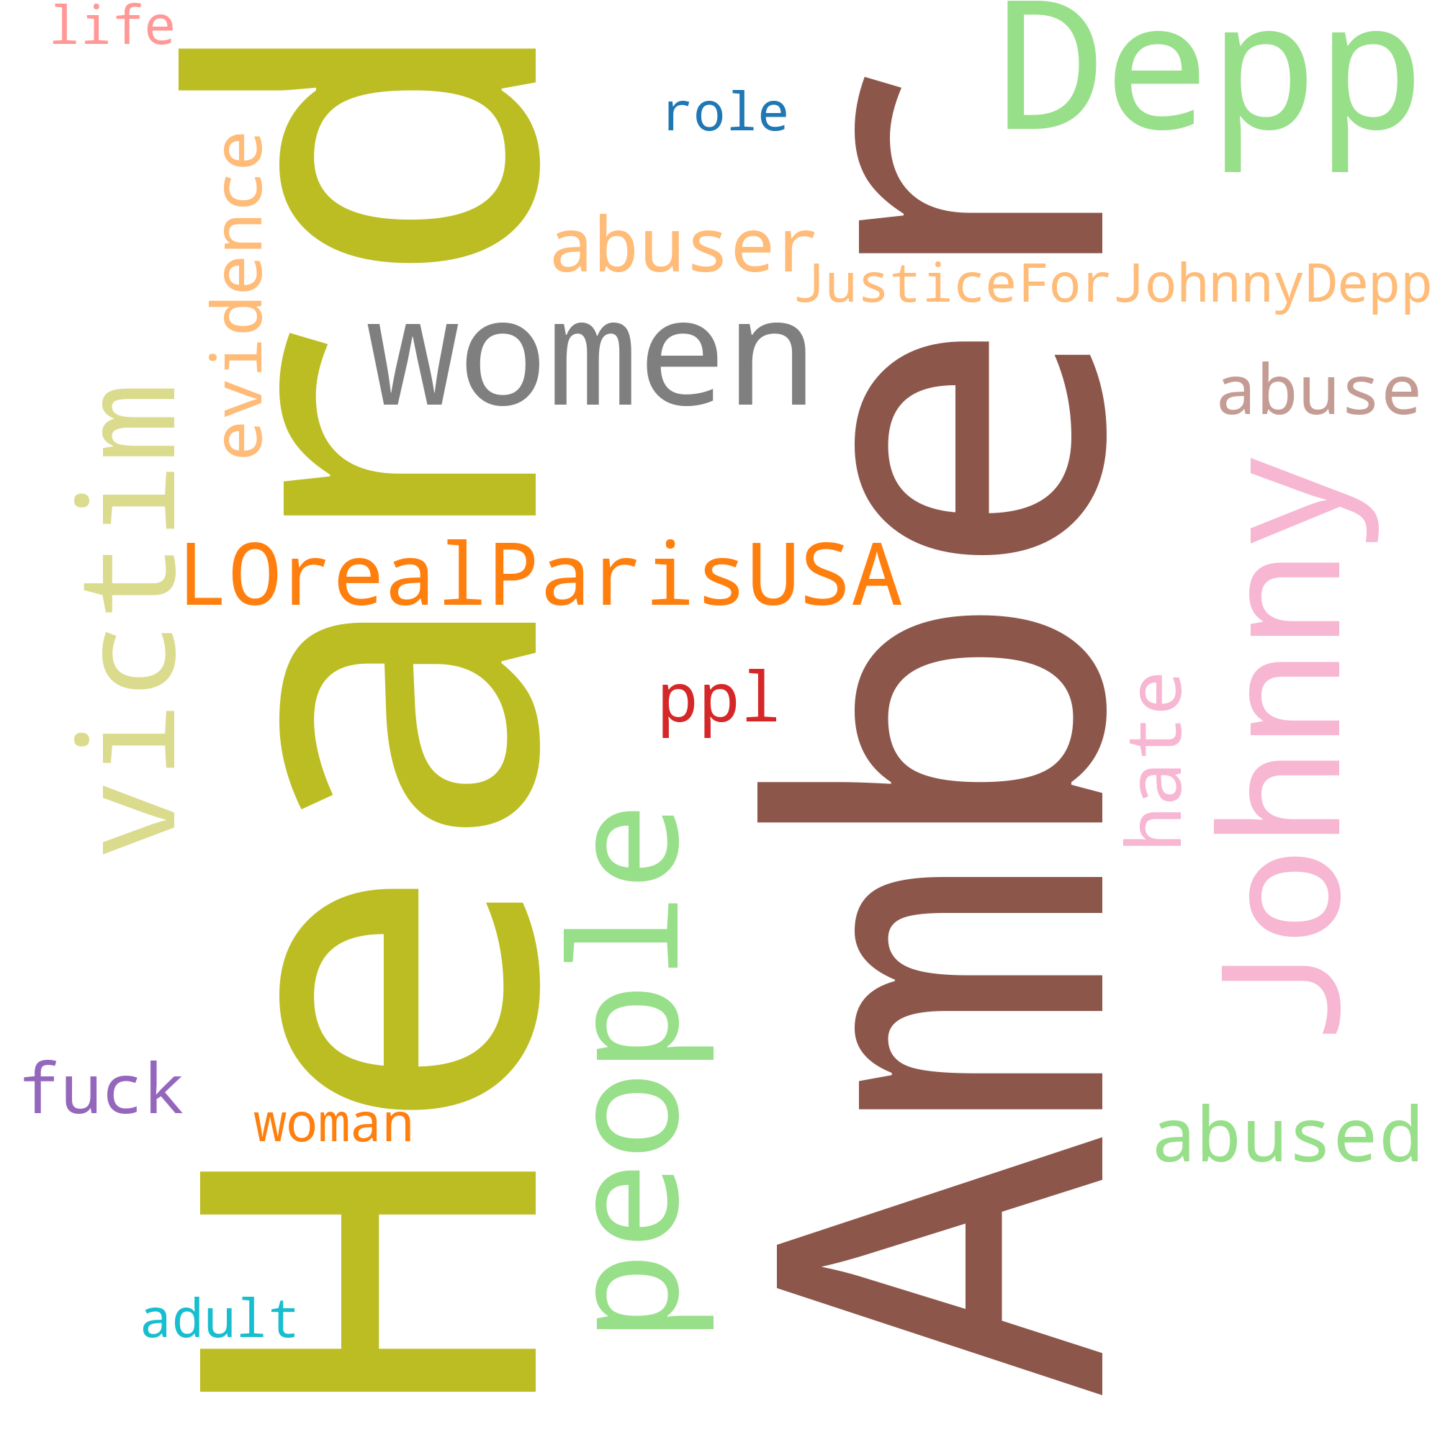 life
Depp
role
evidence
Heard
abuser
Amber
JusticeForJohnnyDepp
women
abuse
victim
LOrealParisUSA
Johnny
ppl
hate
people
fuck
woman
abused
adult